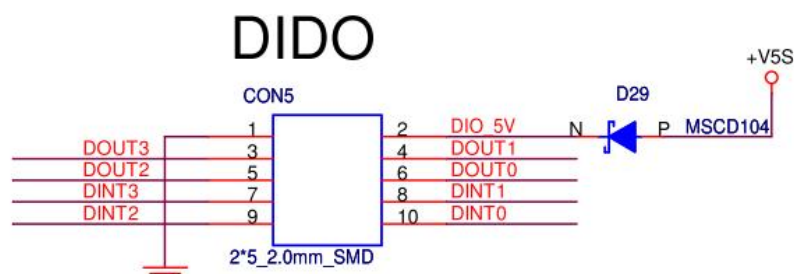 DIDO
+V5S
CON5
D29
1 2 DIO_5V N P MSCD104
DOUT3 3 4 DOUT1
DOUT2 5 6 DOUT0
DINT3 7 8 DINT1
DINT2 9 10 DINT0
2*5_2.0mm_SMD